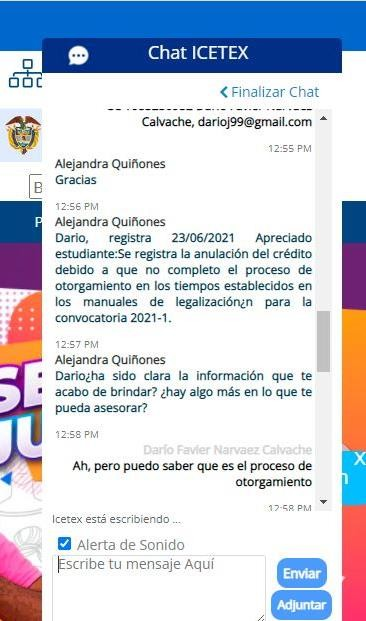 Chat ICETEX
Finalizar Chat
Calvache, darioj99@gmail.com
12:55 PM
Alejandra Quiñones
Gracias
12:56 PM
Alejandra Quiñones
Dario, registra 23/06/2021 Apreciado
estudiante:Se registra la anulación del crédito
debido a que no completo el proceso de
otorgamiento en los tiempos establecidos en
los manuales de legalización¿n para la
convocatoria 2021-1.
12:57 PM
Alejandra Quiñones
Dario¿ha sido clara la información que te
acabo de brindar? ¿hay algo más en lo que te
pueda asesorar?
12:58 PM
Darío Favier Narvaez Calvache
Ah, pero puedo saber que es el proceso de
otorgamiento
12:58 PM
Icetex está escribiendo ...
Alerta de Sonido
Escribe tu mensaje Aquí
Enviar
Adjuntar